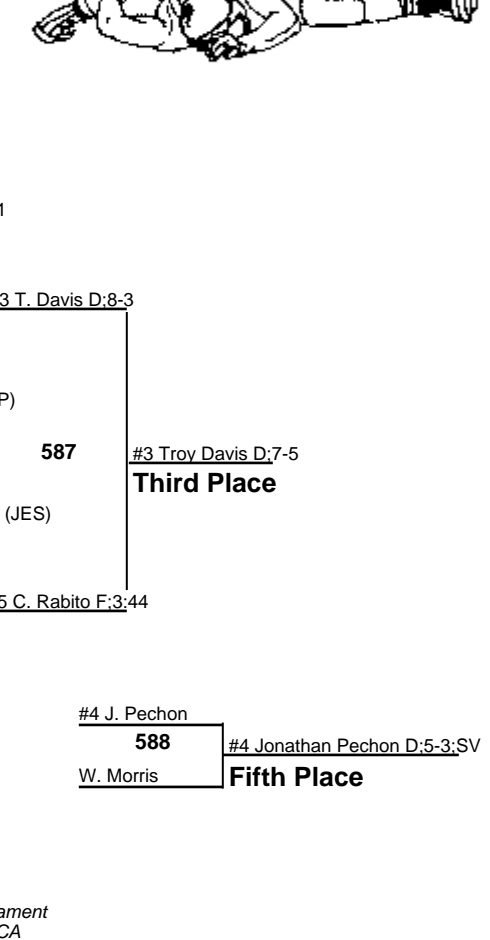 1
3 T. Davis D;8-3
P)
587
#3 Troy Davis D;7-5
Third Place
(JES)
5 C. Rabito F;3:44
#4 J. Pechon
588
#4 Jonathan Pechon D;5-3;SV
W. Morris
Fifth Place
ament
CA